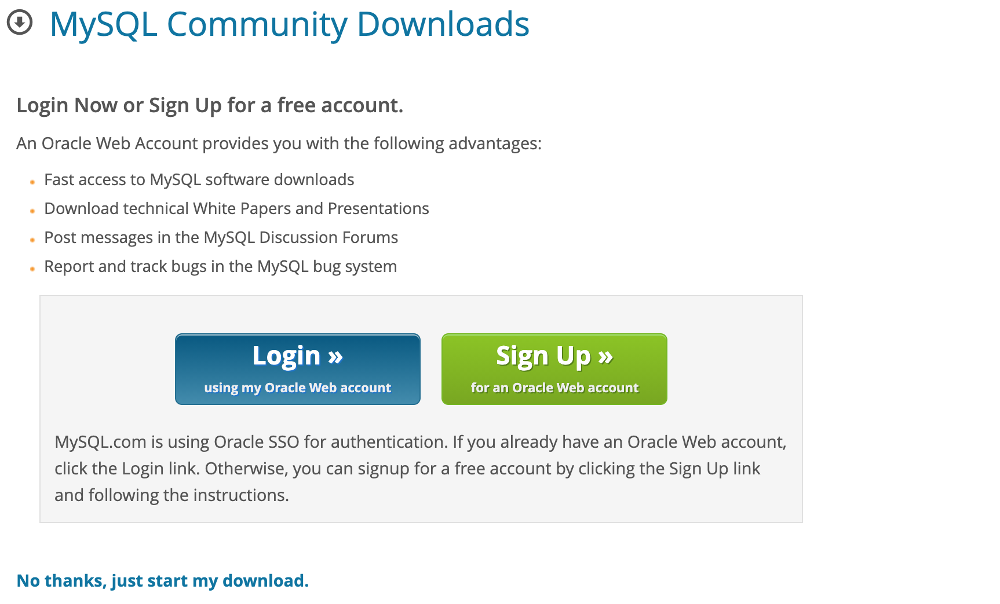 MySQL Community Downloads
Login Now or Sign Up for a free account.
An Oracle Web Account provides you with the following advantages:
Fast access to MySQL software downloads
Download technical White Papers and Presentations
Post messages in the MySQL Discussion Forums
Report and track bugs in the MySQL bug system
Login »
using my Oracle Web account
Sign Up »
for an Oracle Web account
MySQL.com is using Oracle SSO for authentication. If you already have an Oracle Web account,
click the Login link. Otherwise, you can signup for a free account by clicking the Sign Up link
and following the instructions.
No thanks, just start my download.